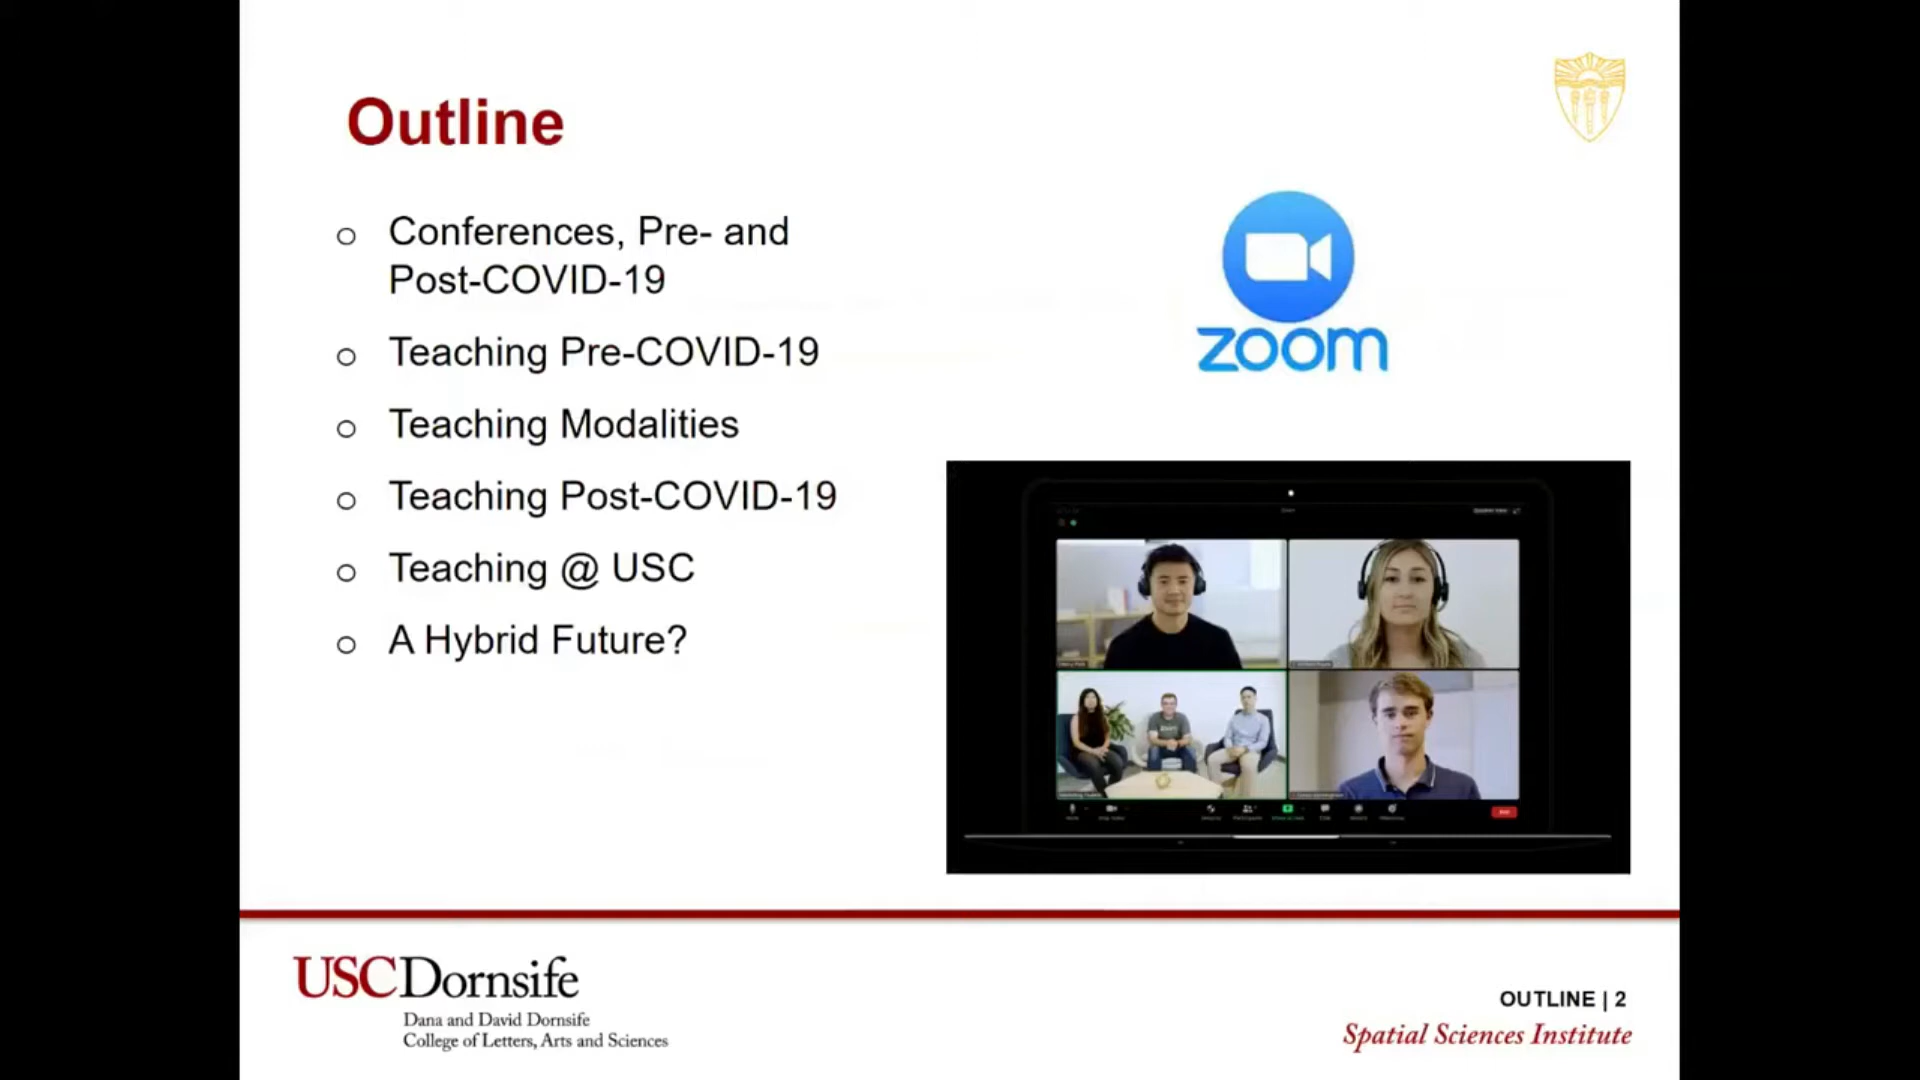 Outline
o Conferences, Pre- and
Post-COVID-19
o Teaching Pre-COVID-19
o Teaching Modalities
o Teaching Post-COVID-19
o Teaching @ USC
o A Hybrid Future?
zoom
USCDornsife
Dana and David Dornsife
College of Letters, Arts and Sciences
OUTLINE | 2
Spatial Sciences Institute